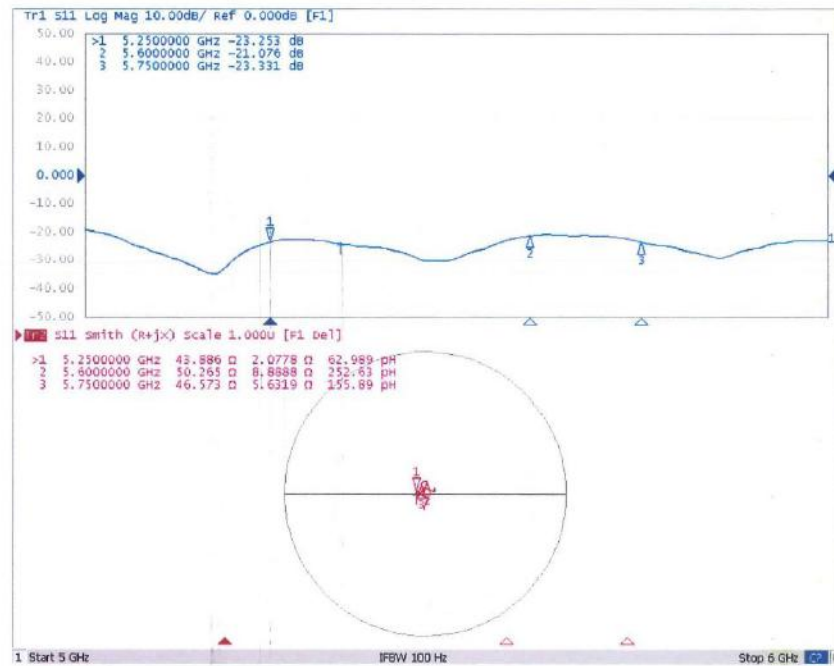 Tr1 S11 Log Mag 10.00dB/ Ref 0.000dB [F1]
50.00
>1 5.2500000 GHz -23.253 dB
2 5.6000000 GHz -21.076 dB
3 5.7500000 GHz -23.331 dB
40.00
30.00
20.00
10.00
0.000
-10.00
-20.00
-30.00
-40.00
-50.00
1
2
3
1
Tr2 S11 Smith (R+jX) Scale 1.000U [F1 Del]
>1 5.2500000 GHz 43.886 Ω 2.0778 Ω 62.989 pH
2 5.6000000 GHz 50.265 Ω 8.8888 Ω 252.63 pH
3 5.7500000 GHz 46.573 Ω 5.6319 Ω 155.89 pH
1
1 Start 5 GHz IFBW 100 Hz Stop 6 GHz C?